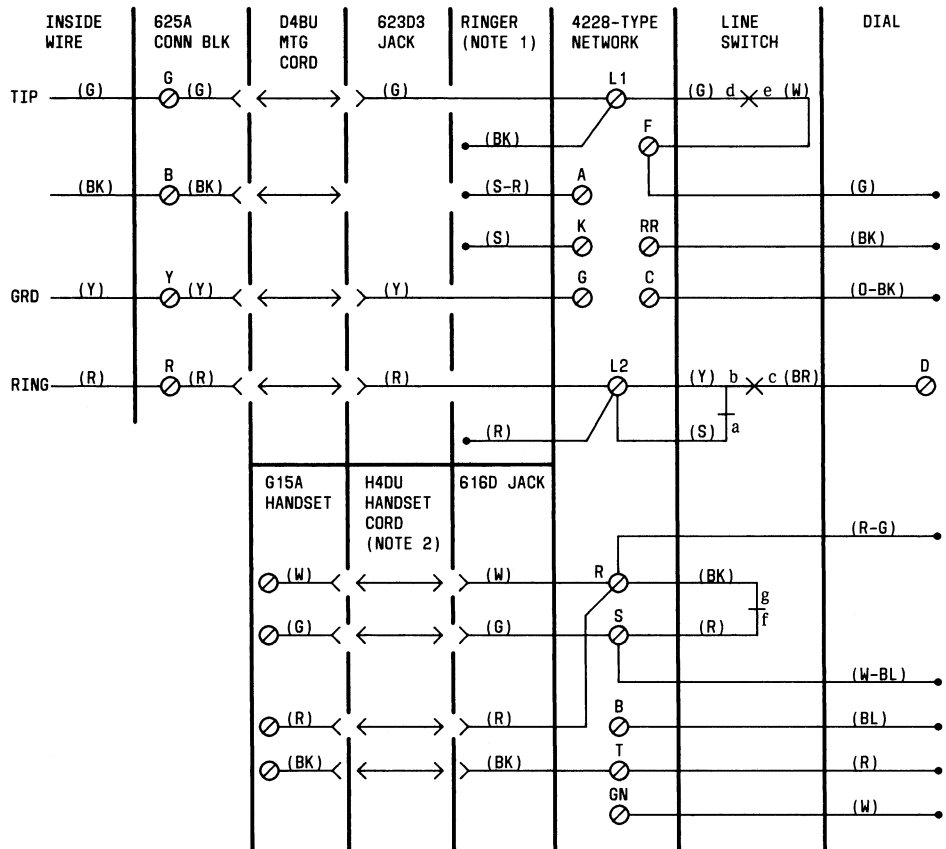 INSIDE WIRE
625A CONN BLK
D4BU MTG CORD
623D3 JACK
RINGER (NOTE 1)
4228-TYPE NETWORK
LINE SWITCH
DIAL
G
L1
TIP (G) (G) (G) (G) d e (W)
F
(BK)
B
A
(BK) (BK) (S-R) (G)
K RR
(S) (BK)
Y
G C
GRD (Y) (Y) (Y) (O-BK)
R
L2
D
RING (R) (R) (R) (Y) b c (BR)
a
(R) (S)
G15A HANDSET
H4DU HANDSET CORD (NOTE 2)
616D JACK
(R-G)
(W) (W) R (BK)
g
f
S
(G) (G) (R)
(W-BL)
B
(R) (R) (BL)
T
(BK) (BK) (R)
GN
(W)